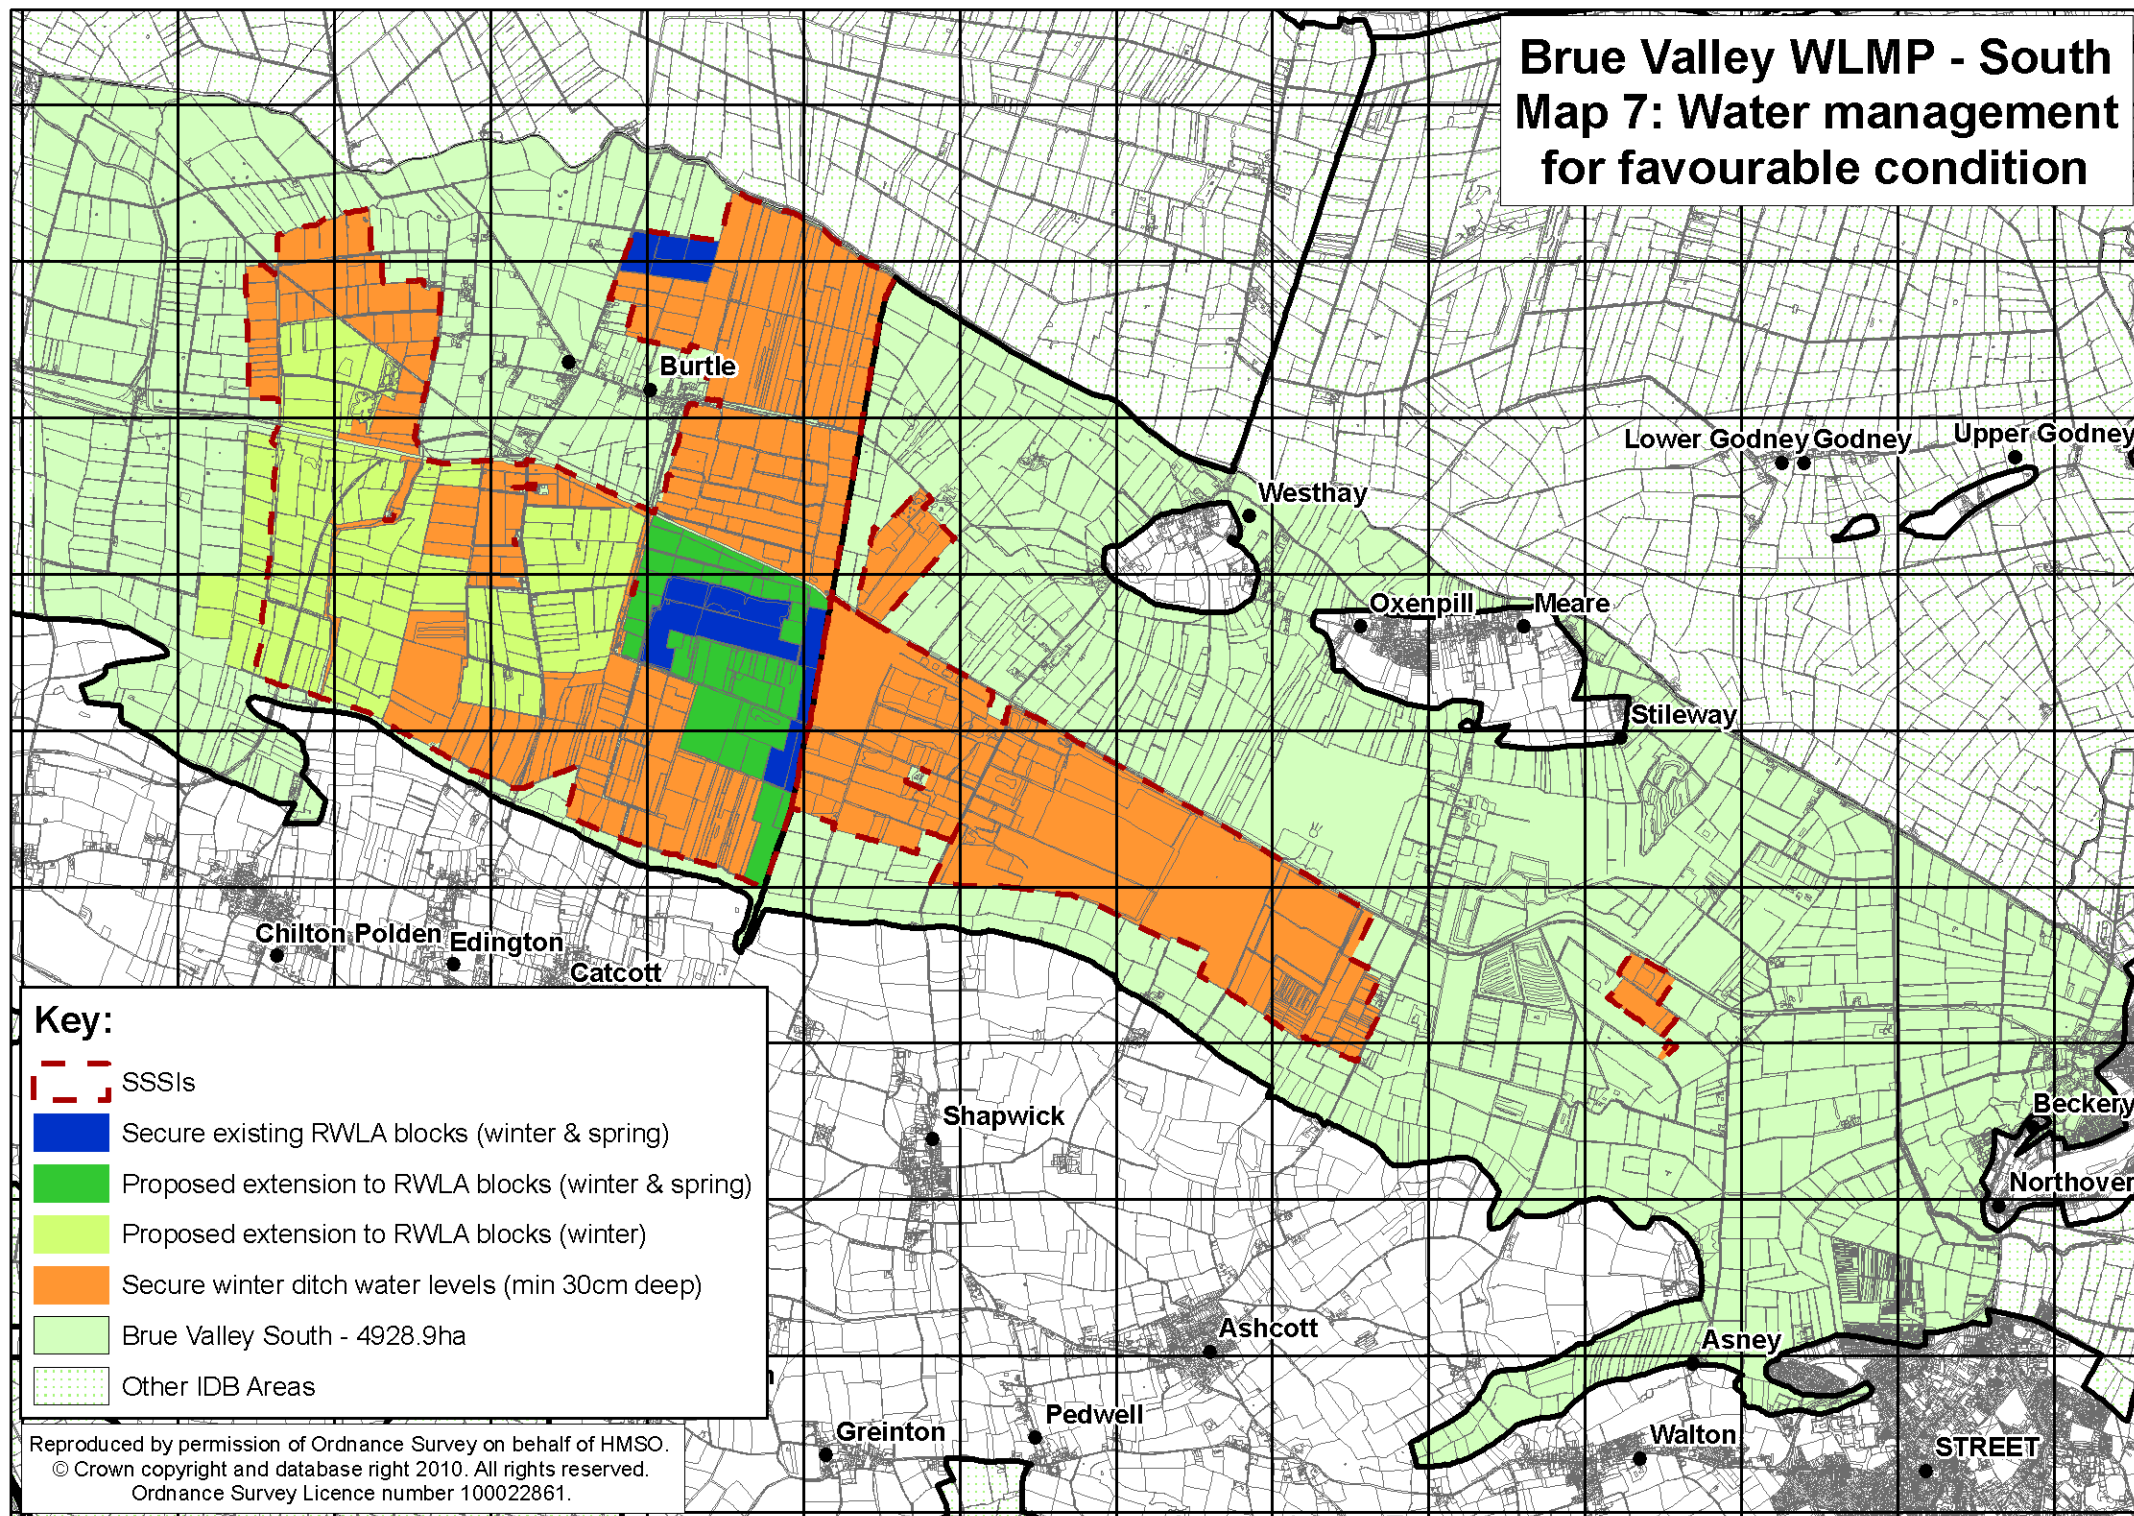 Brue Valley WLMP - South
Map 7: Water management
for favourable condition
Burtle
Lower Godney
Godney
Upper Godney
Westhay
Oxenpill
Meare
Stileway
Chilton Polden
Edington
Catcott
Shapwick
Beckery
Northover
Ashcott
Asney
Greinton
Pedwell
Walton
STREET
Key:
SSSIs
Secure existing RWLA blocks (winter & spring)
Proposed extension to RWLA blocks (winter & spring)
Proposed extension to RWLA blocks (winter)
Secure winter ditch water levels (min 30cm deep)
Brue Valley South - 4928.9ha
Other IDB Areas
Reproduced by permission of Ordnance Survey on behalf of HMSO.
© Crown copyright and database right 2010. All rights reserved.
Ordnance Survey Licence number 100022861.